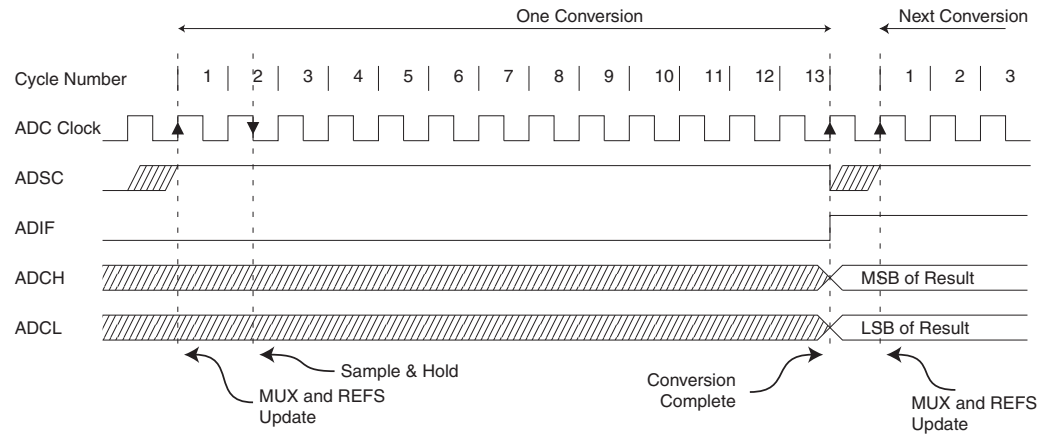 One Conversion
Next Conversion
Cycle Number
1 2 3 4 5 6 7 8 9 10 11 12 13 1 2 3
ADC Clock
ADSC
ADIF
ADCH
MSB of Result
ADCL
LSB of Result
Sample & Hold
MUX and REFS
Update
Conversion
Complete
MUX and REFS
Update